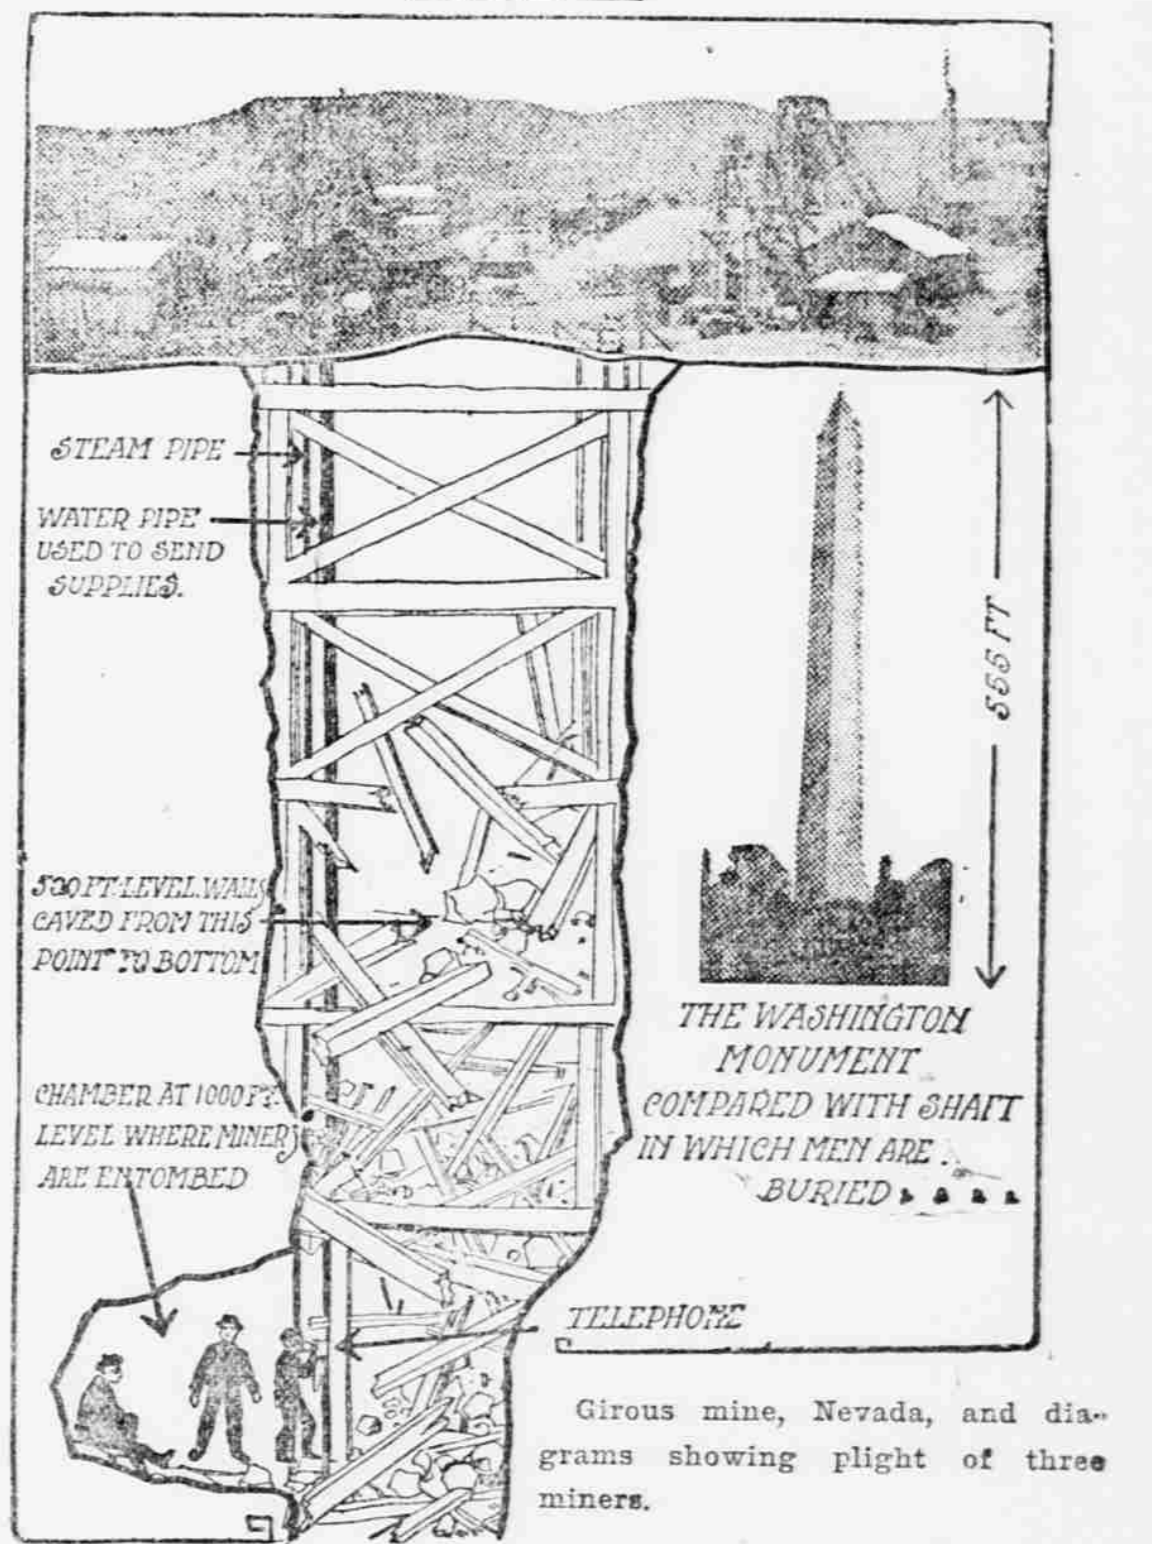 STEAM PIPE
WATER PIPE
USED TO SEND
SUPPLIES.
555 FT
500 FT. LEVEL. WALLS
CAVED FROM THIS
POINT TO BOTTOM
THE WASHINGTON
MONUMENT
COMPARED WITH SHAFT
IN WHICH MEN ARE
BURIED
CHAMBER AT 1000 FT.
LEVEL WHERE MINERS
ARE ENTOMBED
TELEPHONE
Girous mine, Nevada, and dia-
grams showing plight of three
miners.